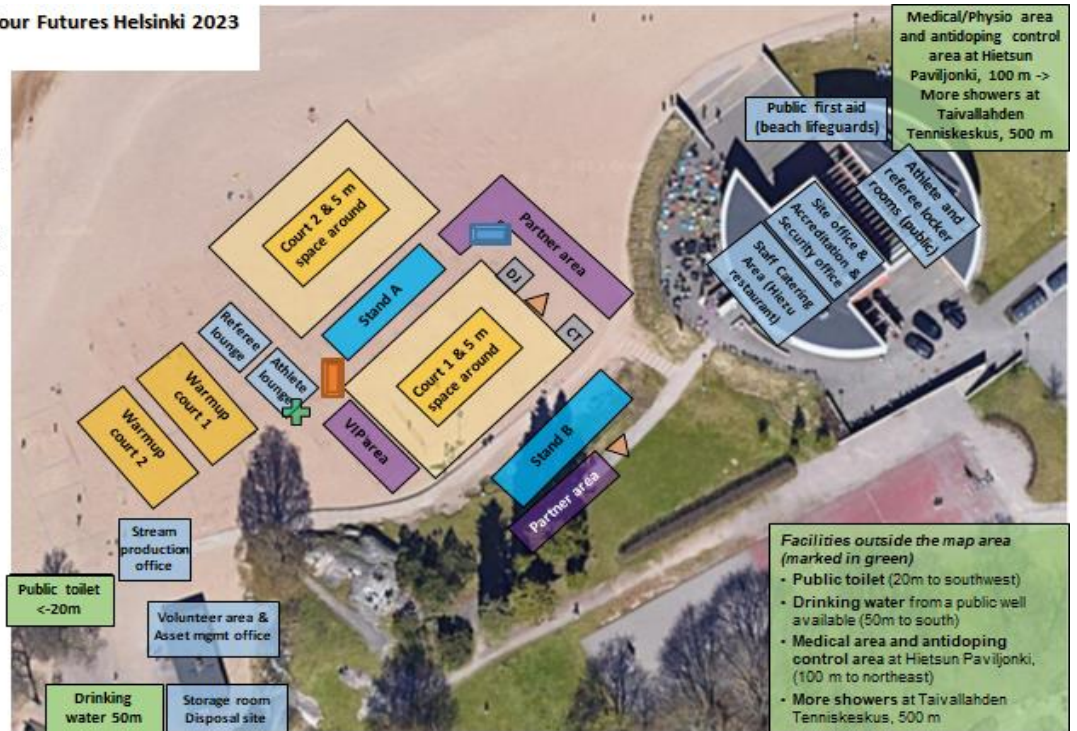 our Futures Helsinki 2023
Medical/Physio area
and antidoping control
area at Hietsun
Paviljonki, 100 m ->
More showers at
Taivallahden
Tenniskeskus, 500 m
Public first aid
(beach lifeguards)
Athlete and
referee locker
rooms (public)
Site office &
Accreditation &
Security office
Staff Catering
Area (Hiezu
restaurant)
Court 2 & 5 m
space around
Partner area
DJ
Stand A
CT
Referee
lounge
Athlete
lounge
Court 1 & 5 m
space around
Warmup
court 1
Warmup
court 2
VIP area
Stand B
Partner area
Stream
production
office
Public toilet
<-20m
Volunteer area &
Asset mgmt office
Drinking
water 50m
Storage room
Disposal site
Facilities outside the map area
(marked in green)
• Public toilet (20m to southwest)
• Drinking water from a public well
available (50m to south)
• Medical area and antidoping
control area at Hietsun Paviljonki,
(100 m to northeast)
• More showers at Taivallahden
Tenniskeskus, 500 m